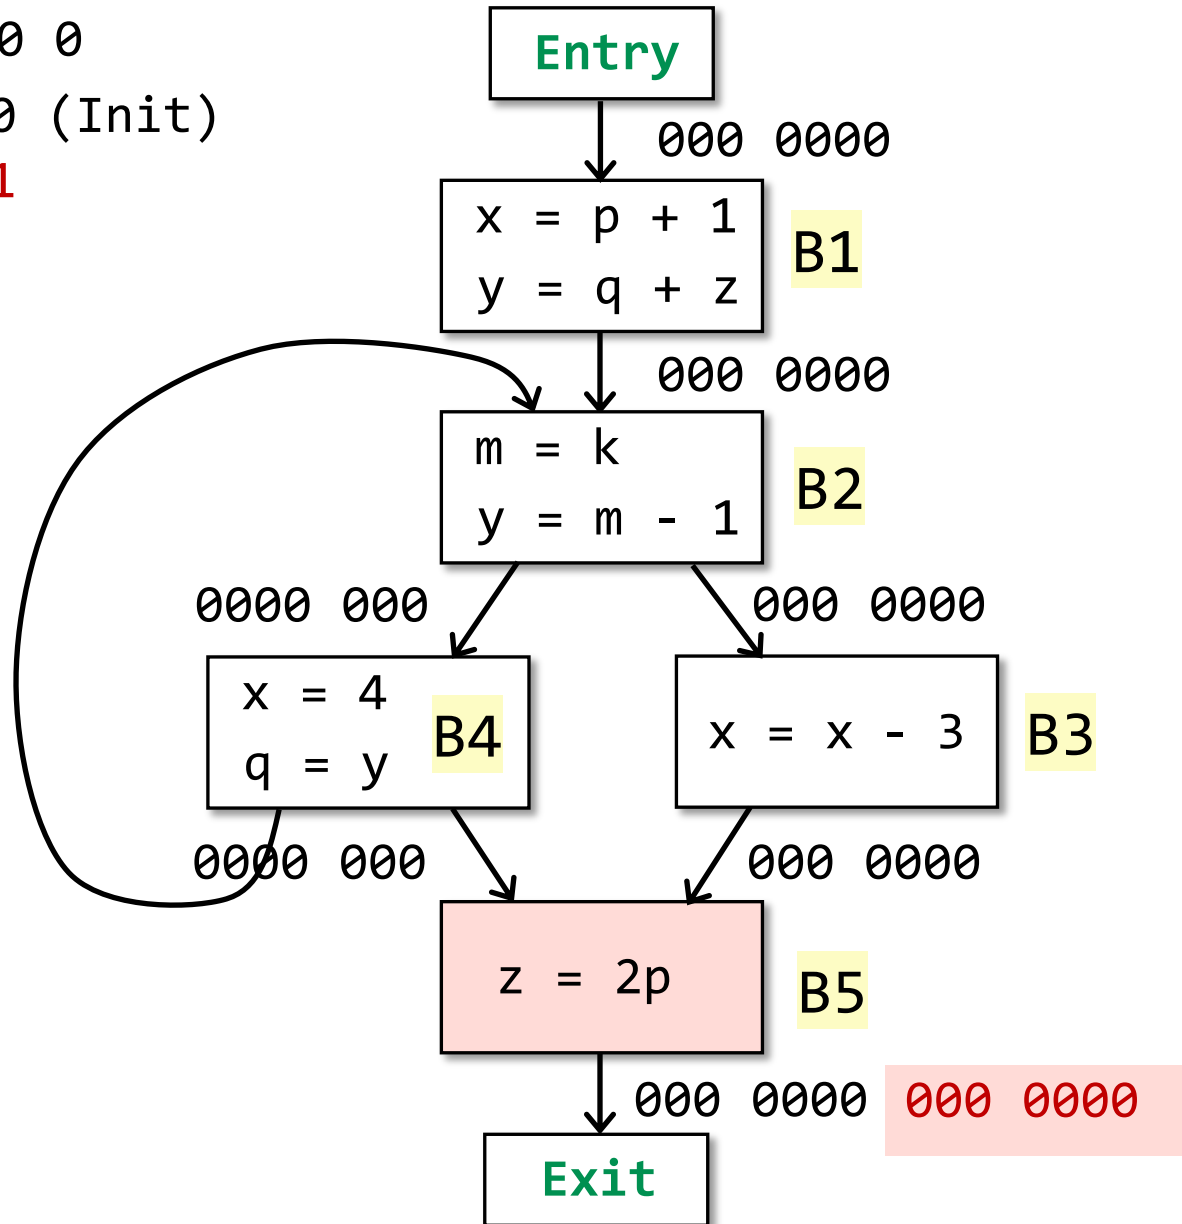 0 0
Entry
0 (Init)
000 0000
1
x = p + 1
y = q + z
B1
000 0000
m = k
y = m - 1
B2
0000 000
000 0000
x = 4
q = y
B4
x = x - 3
B3
0000 000
000 0000
z = 2p
B5
000 0000 000 0000
Exit